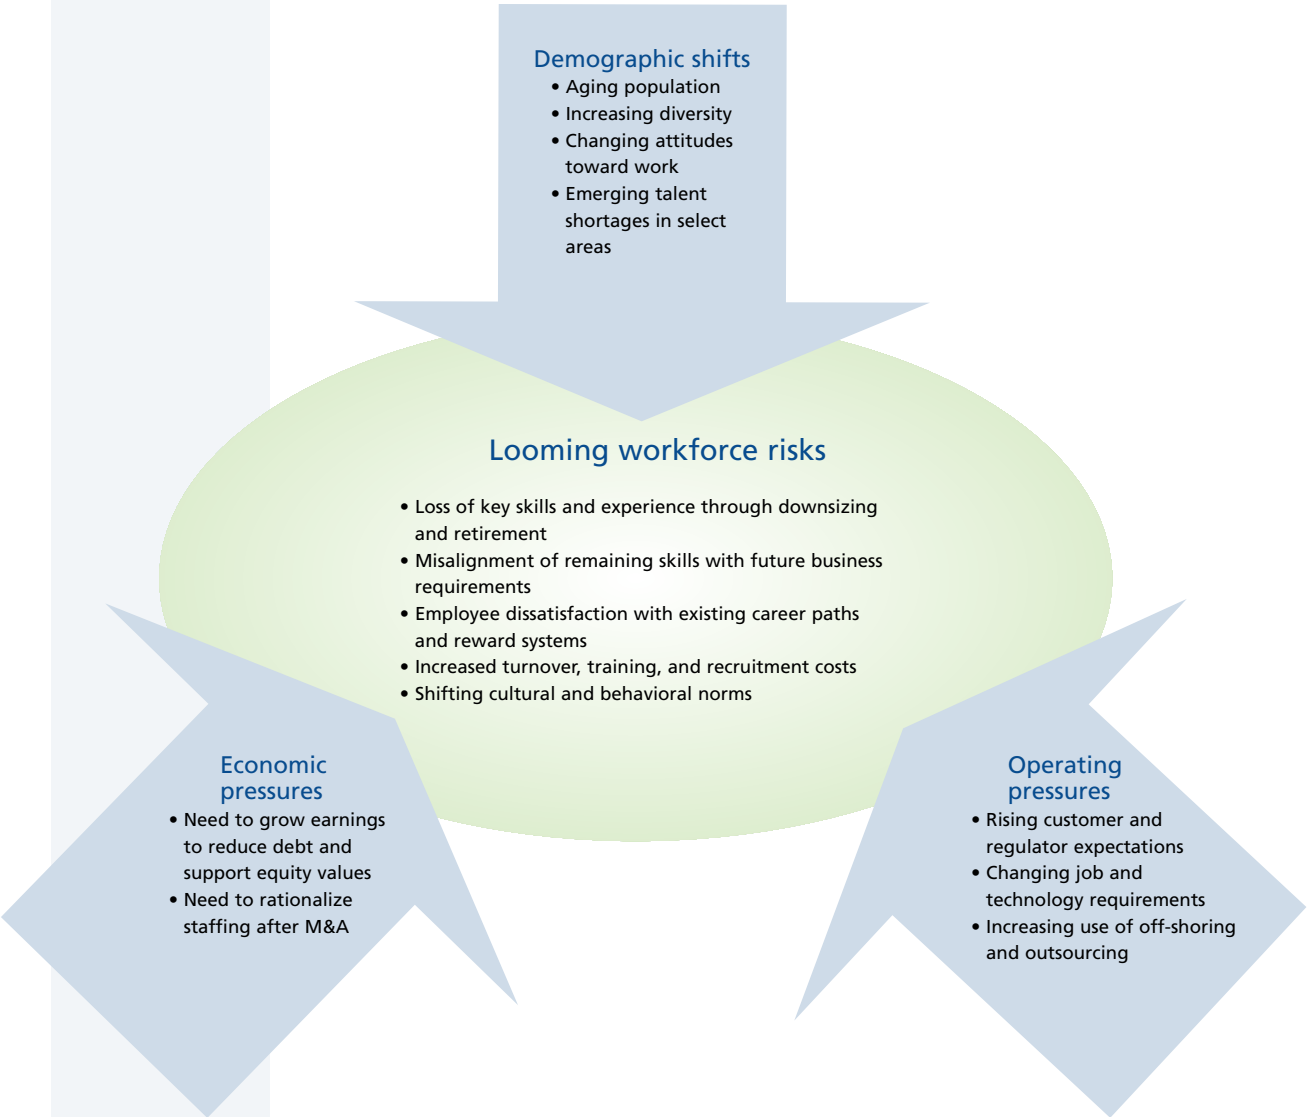 Demographic shifts
• Aging population
• Increasing diversity
• Changing attitudes
toward work
• Emerging talent
shortages in select
areas
Looming workforce risks
• Loss of key skills and experience through downsizing
and retirement
• Misalignment of remaining skills with future business
requirements
• Employee dissatisfaction with existing career paths
and reward systems
• Increased turnover, training, and recruitment costs
• Shifting cultural and behavioral norms
Economic
pressures
• Need to grow earnings
to reduce debt and
support equity values
• Need to rationalize
staffing after M&A
Operating
pressures
• Rising customer and
regulator expectations
• Changing job and
technology requirements
• Increasing use of off-shoring
and outsourcing